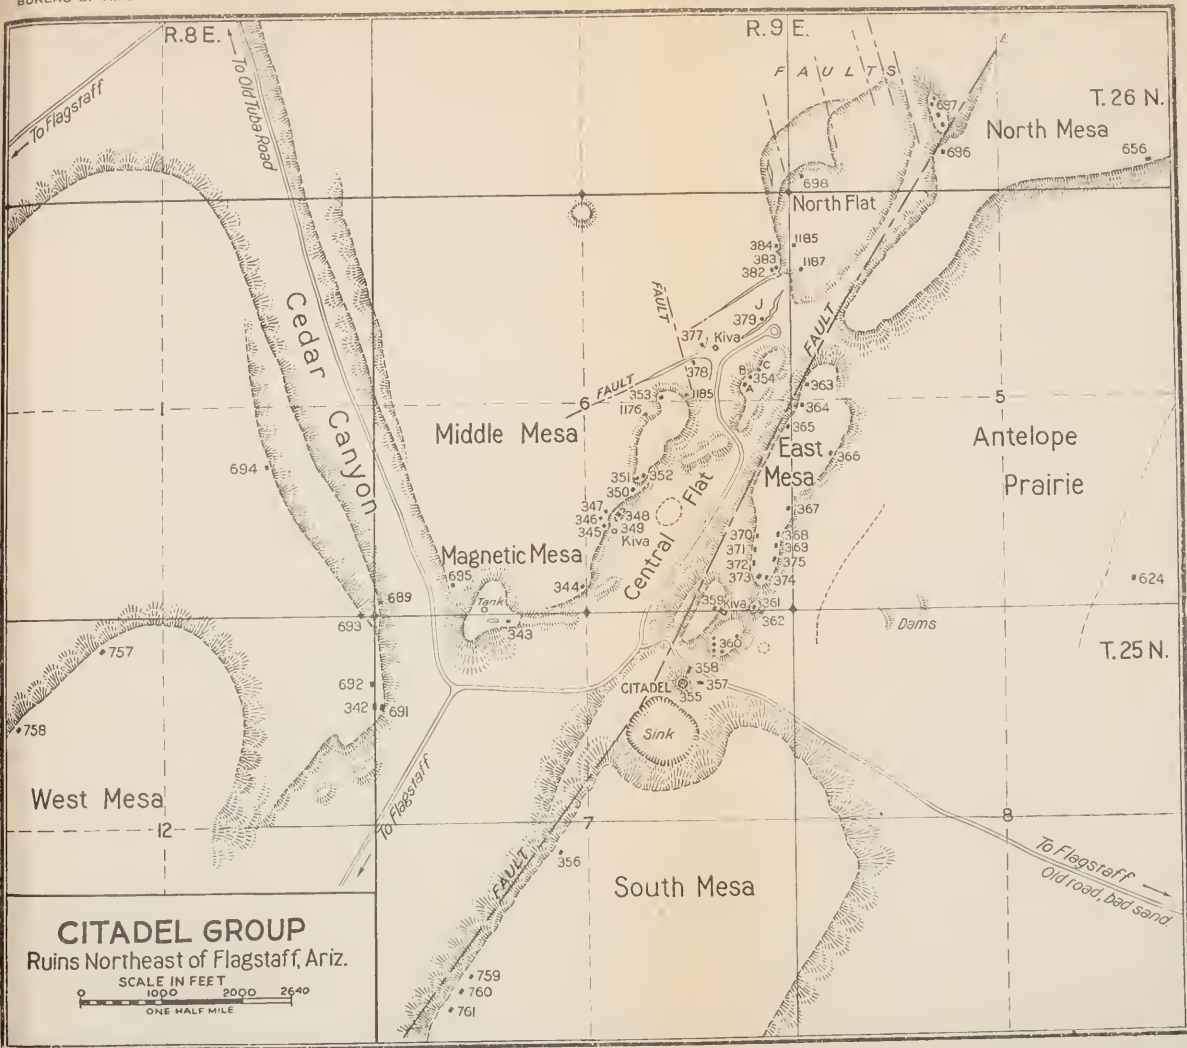 R.8 E.
R.9 E.
To Flagstaff
To Old Tuba Road
FAULTS
T. 26 N.
697
North Mesa
696
656
698
North Flat
384
1185
383
382
1187
FAULT
J
379
Cedar Canyon
377
Kiva
FAULT
378
B
C
354
A
363
FAULT
353
1185
6
364
5
1176
365
Middle Mesa
East Mesa
366
Antelope Prairie
694
351
352
350
Central Flat
367
347
348
346
345
349
Kiva
370
368
371
369
372
375
373
374
Magnetic Mesa
695
344
624
689
Tank
359
Kiva
361
362
693
343
Dams
757
360
T. 25 N.
692
358
CITADEL
357
355
342
691
758
Sink
West Mesa
12
7
8
To Flagstaff
356
To Flagstaff
Old road, bad sand.
FAULT
South Mesa
CITADEL GROUP
Ruins Northeast of Flagstaff, Ariz.
SCALE IN FEET
0 1000 2000 2640
ONE HALF MILE
759
760
761